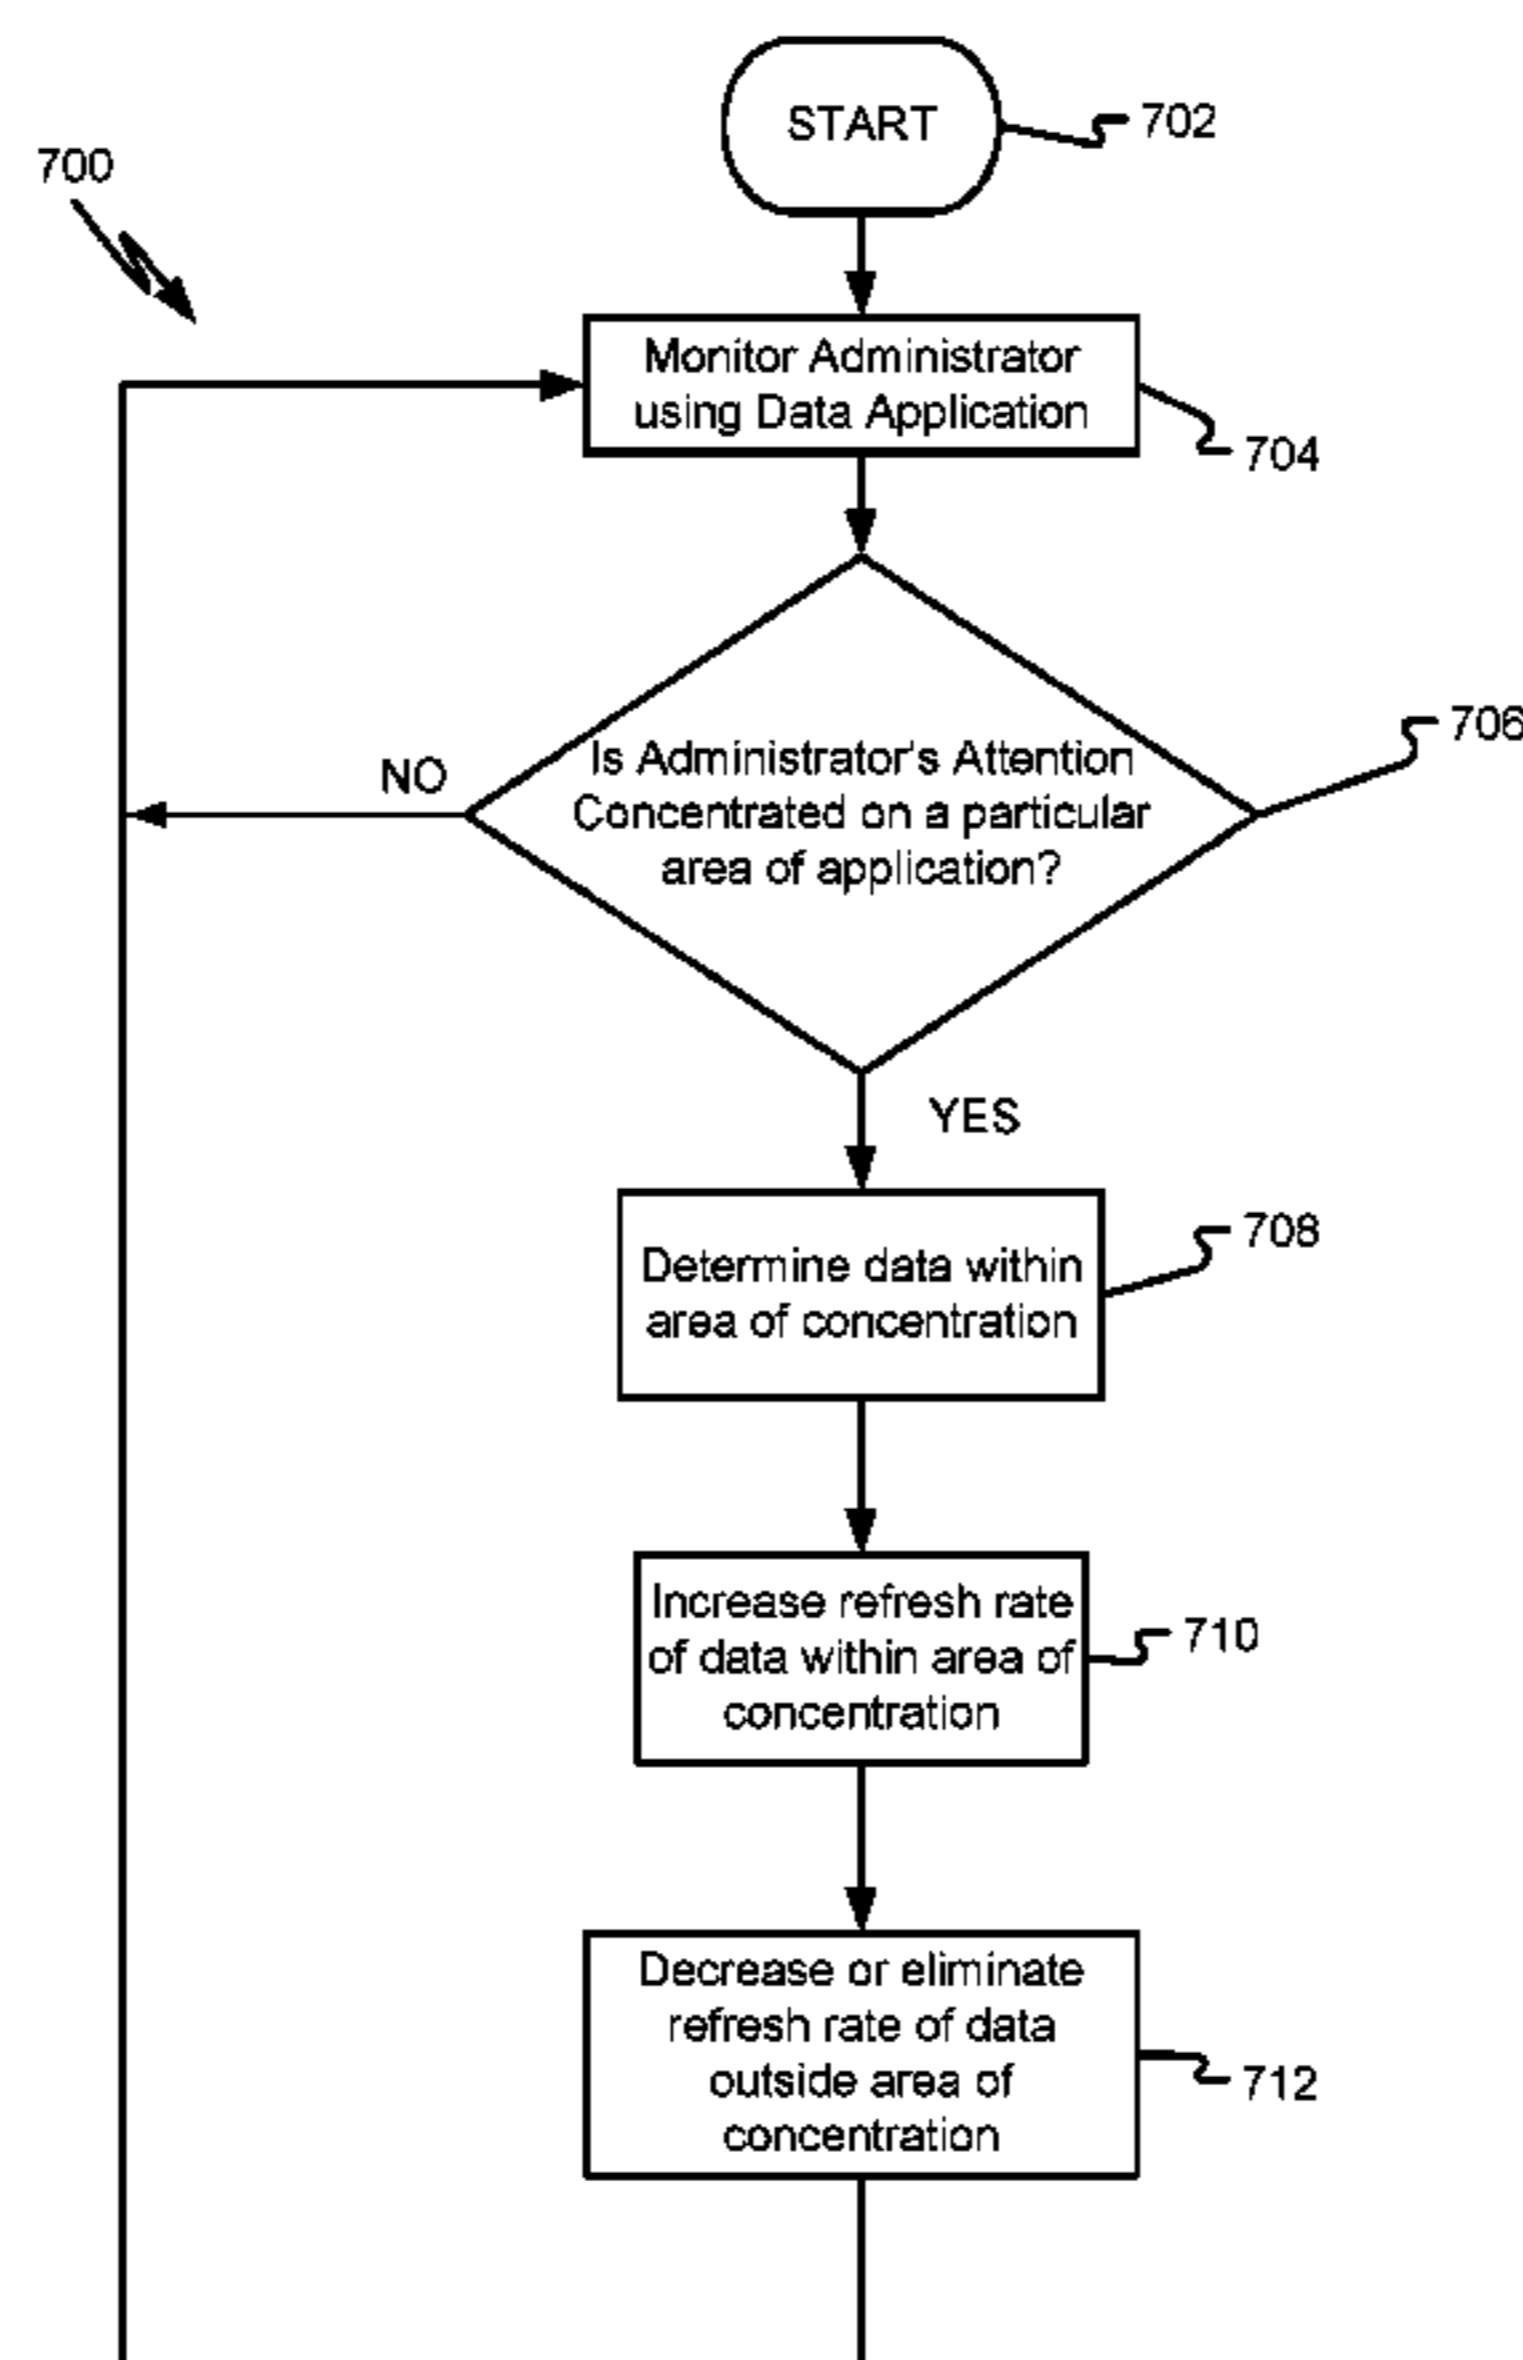 START
702
700
Monitor Administrator
using Data Application
704
706
Is Administrator's Attention
Concentrated on a particular
area of application?
NO
YES
708
Determine data within
area of concentration
Increase refresh rate
of data within area of
concentration
710
Decrease or eliminate
refresh rate of data
outside area of
concentration
712